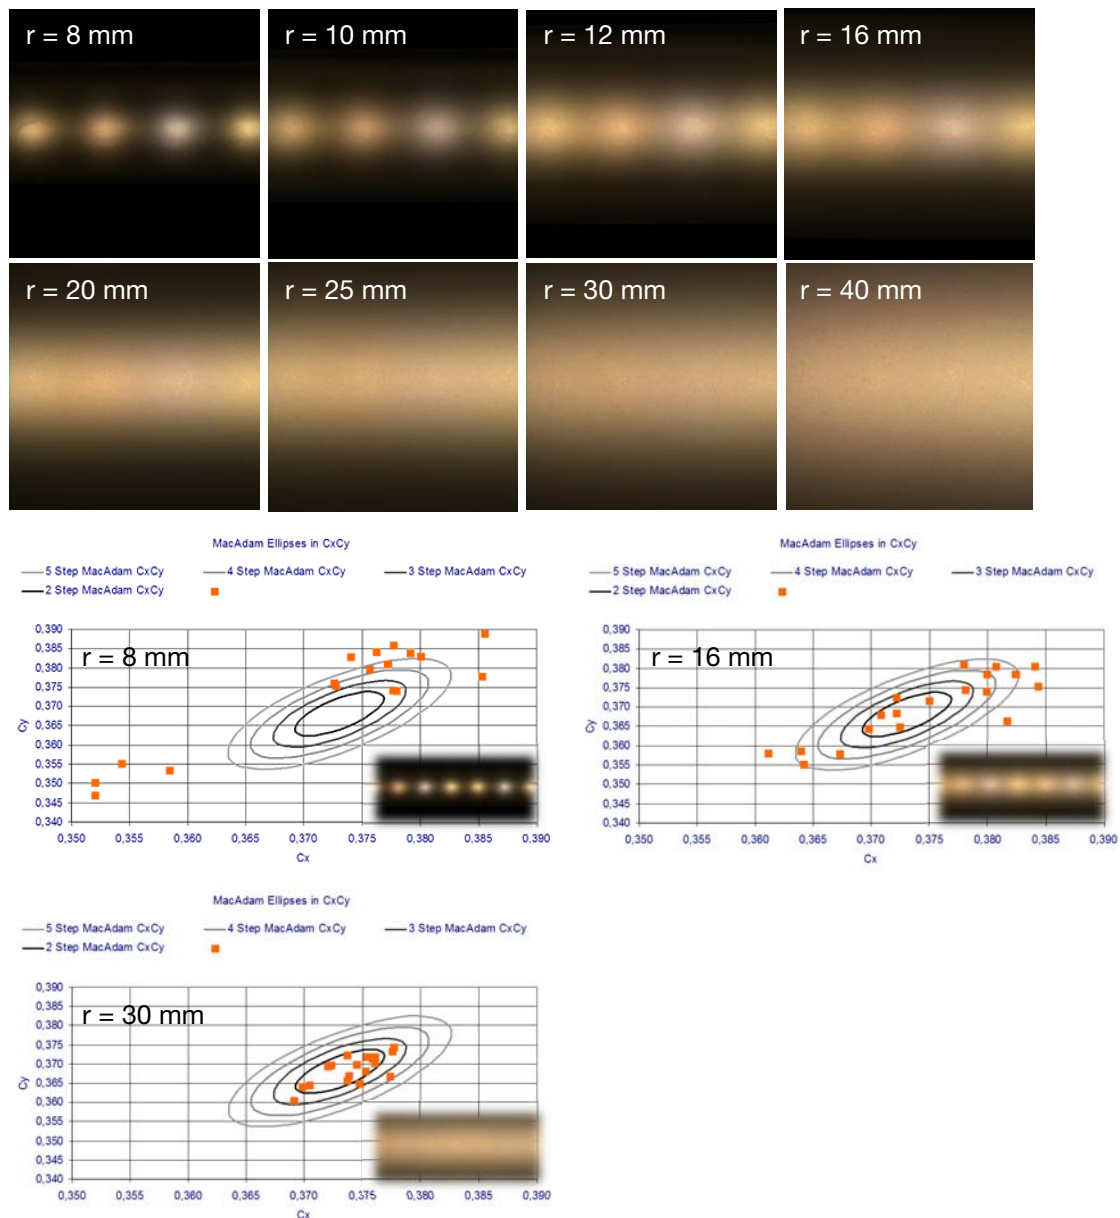 r = 8 mm
r = 10 mm
r = 12 mm
r = 16 mm
r = 20 mm
r = 25 mm
r = 30 mm
r = 40 mm
MacAdam Ellipses in CxCy
5 Step MacAdam CxCy 4 Step MacAdam CxCy 3 Step MacAdam CxCy
2 Step MacAdam CxCy
r = 8 mm
0,390
0,385
0,380
0,375
0,370
0,365
0,360
0,355
0,350
0,345
0,340
Cy
0,350 0,355 0,360 0,365 0,370 0,375 0,380 0,385 0,390
Cx
MacAdam Ellipses in CxCy
5 Step MacAdam CxCy 4 Step MacAdam CxCy 3 Step MacAdam CxCy
2 Step MacAdam CxCy
r = 16 mm
0,390
0,385
0,380
0,375
0,370
0,365
0,360
0,355
0,350
0,345
0,340
Cy
0,350 0,355 0,360 0,365 0,370 0,375 0,380 0,385 0,390
Cx
MacAdam Ellipses in CxCy
5 Step MacAdam CxCy 4 Step MacAdam CxCy 3 Step MacAdam CxCy
2 Step MacAdam CxCy
r = 30 mm
0,390
0,385
0,380
0,375
0,370
0,365
0,360
0,355
0,350
0,345
0,340
Cy
0,350 0,355 0,360 0,365 0,370 0,375 0,380 0,385 0,390
Cx